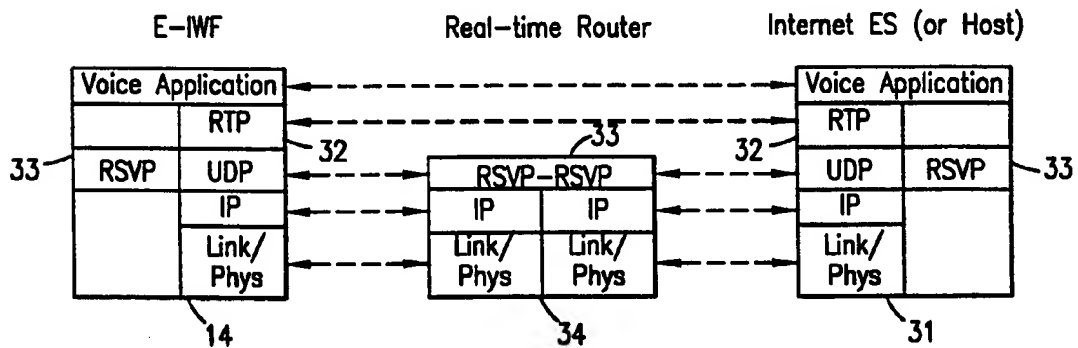 E-IWF Real-time Router Internet ES (or Host)
Voice Application Voice Application
RTP RTP
32 33 32
33 RSVP UDP RSVP-RSVP UDP RSVP 33
IP IP IP IP
Link/ Link/ Link/ Link/
Phys Phys Phys Phys
14 34 31